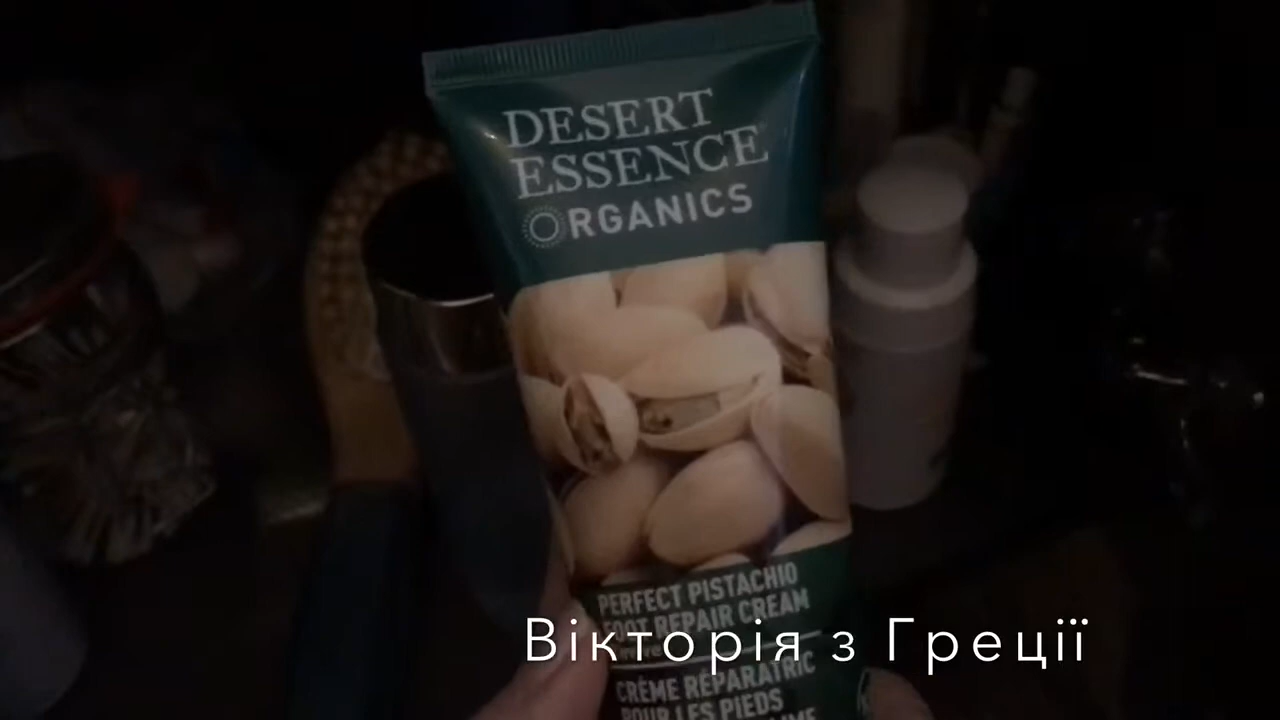 DESERT
ESSENCE
ORGANICS
PERFECT PISTACHIO
FOOT REPAIR CREAM
Вікторія з Греції
CRÈME RÉPARATRIC
POUR LES PIEDS